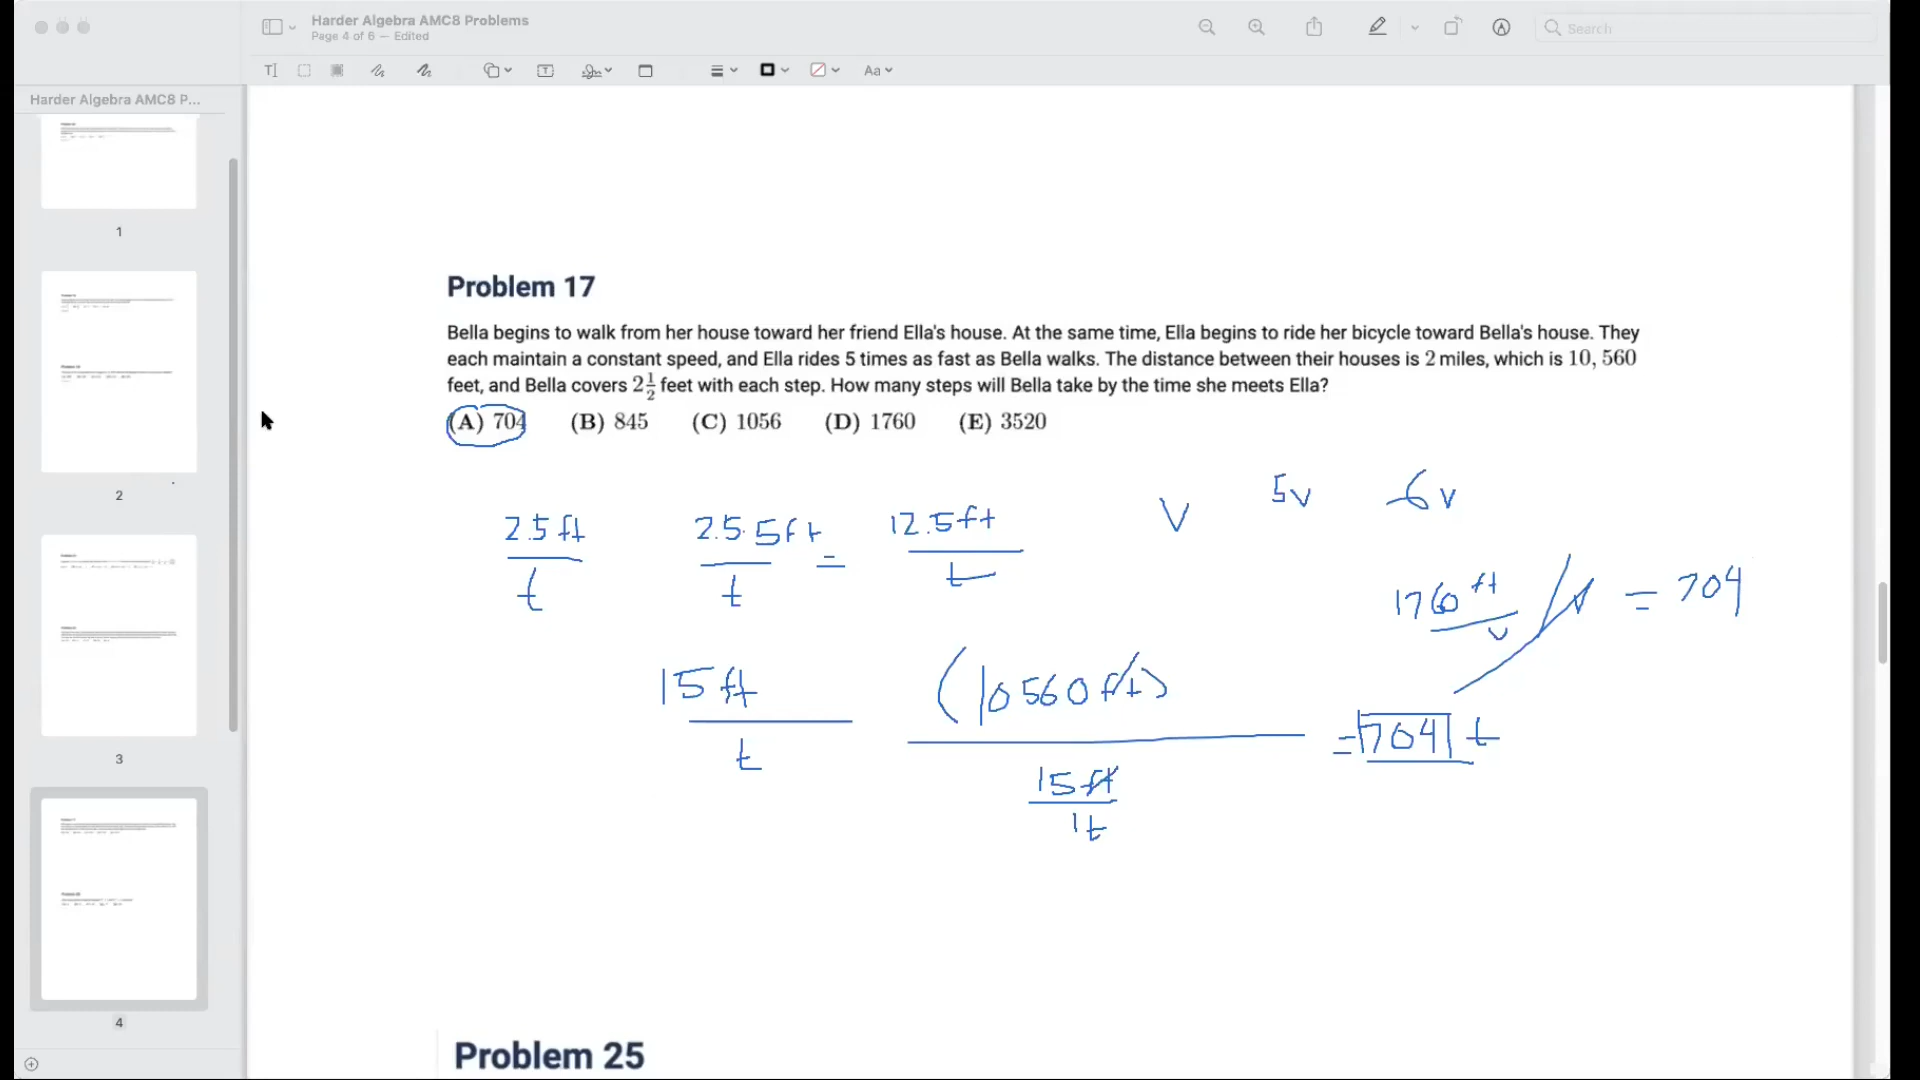 Harder Algebra AMC8 Problems
Page 4 of 6 — Edited
Search
Aa
Harder Algebra AMC8 P...
1
2
3
4
Problem 17
Bella begins to walk from her house toward her friend Ella's house. At the same time, Ella begins to ride her bicycle toward Bella's house. They
each maintain a constant speed, and Ella rides 5 times as fast as Bella walks. The distance between their houses is 2 miles, which is 10, 560
feet, and Bella covers 2 1/2 feet with each step. How many steps will Bella take by the time she meets Ella?
(A) 704 (B) 845 (C) 1056 (D) 1760 (E) 3520
V 5v 6v
2.5 ft / t 2.5·5ft / t = 12.5ft / t
1760 ft / v / v = 704
15 ft / t (10560 ft) / 15 ft / 1t = 704 t
Problem 25